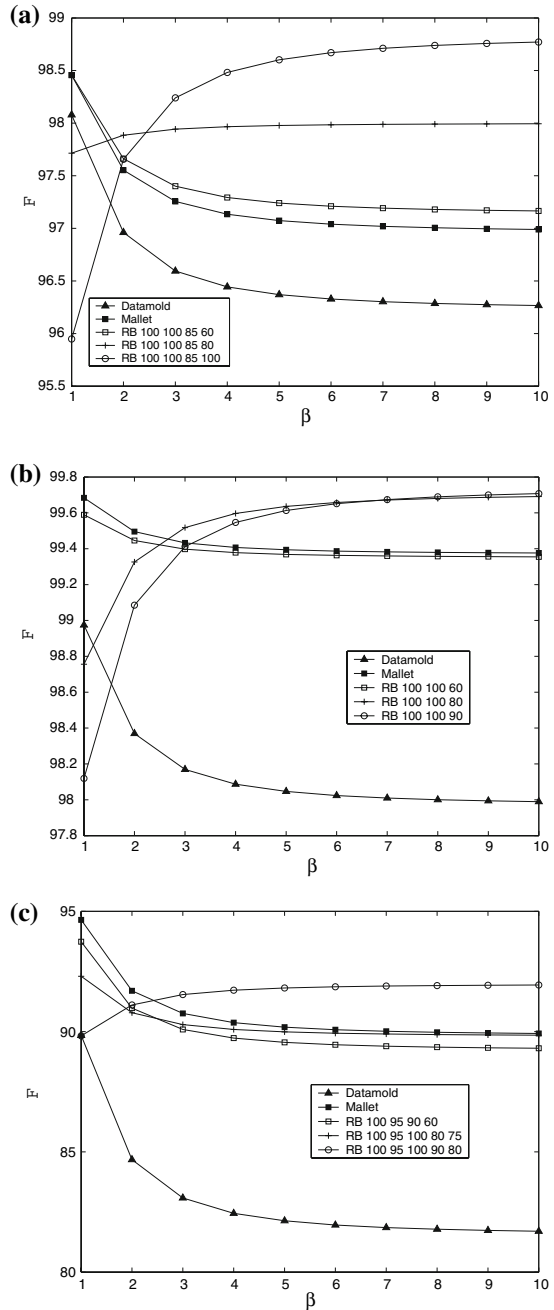 (a)
99
98.5
98
97.5
97
96.5
96
95.5
F
Datamold
Mallet
RB 100 100 85 60
RB 100 100 85 80
RB 100 100 85 100
1 2 3 4 5 6 7 8 9 10
β
(b)
99.8
99.6
99.4
99.2
99
98.8
98.6
98.4
98.2
98
97.8
F
Datamold
Mallet
RB 100 100 60
RB 100 100 80
RB 100 100 90
1 2 3 4 5 6 7 8 9 10
β
(c)
95
90
85
80
F
Datamold
Mallet
RB 100 95 90 60
RB 100 95 100 80 75
RB 100 95 100 90 80
1 2 3 4 5 6 7 8 9 10
β